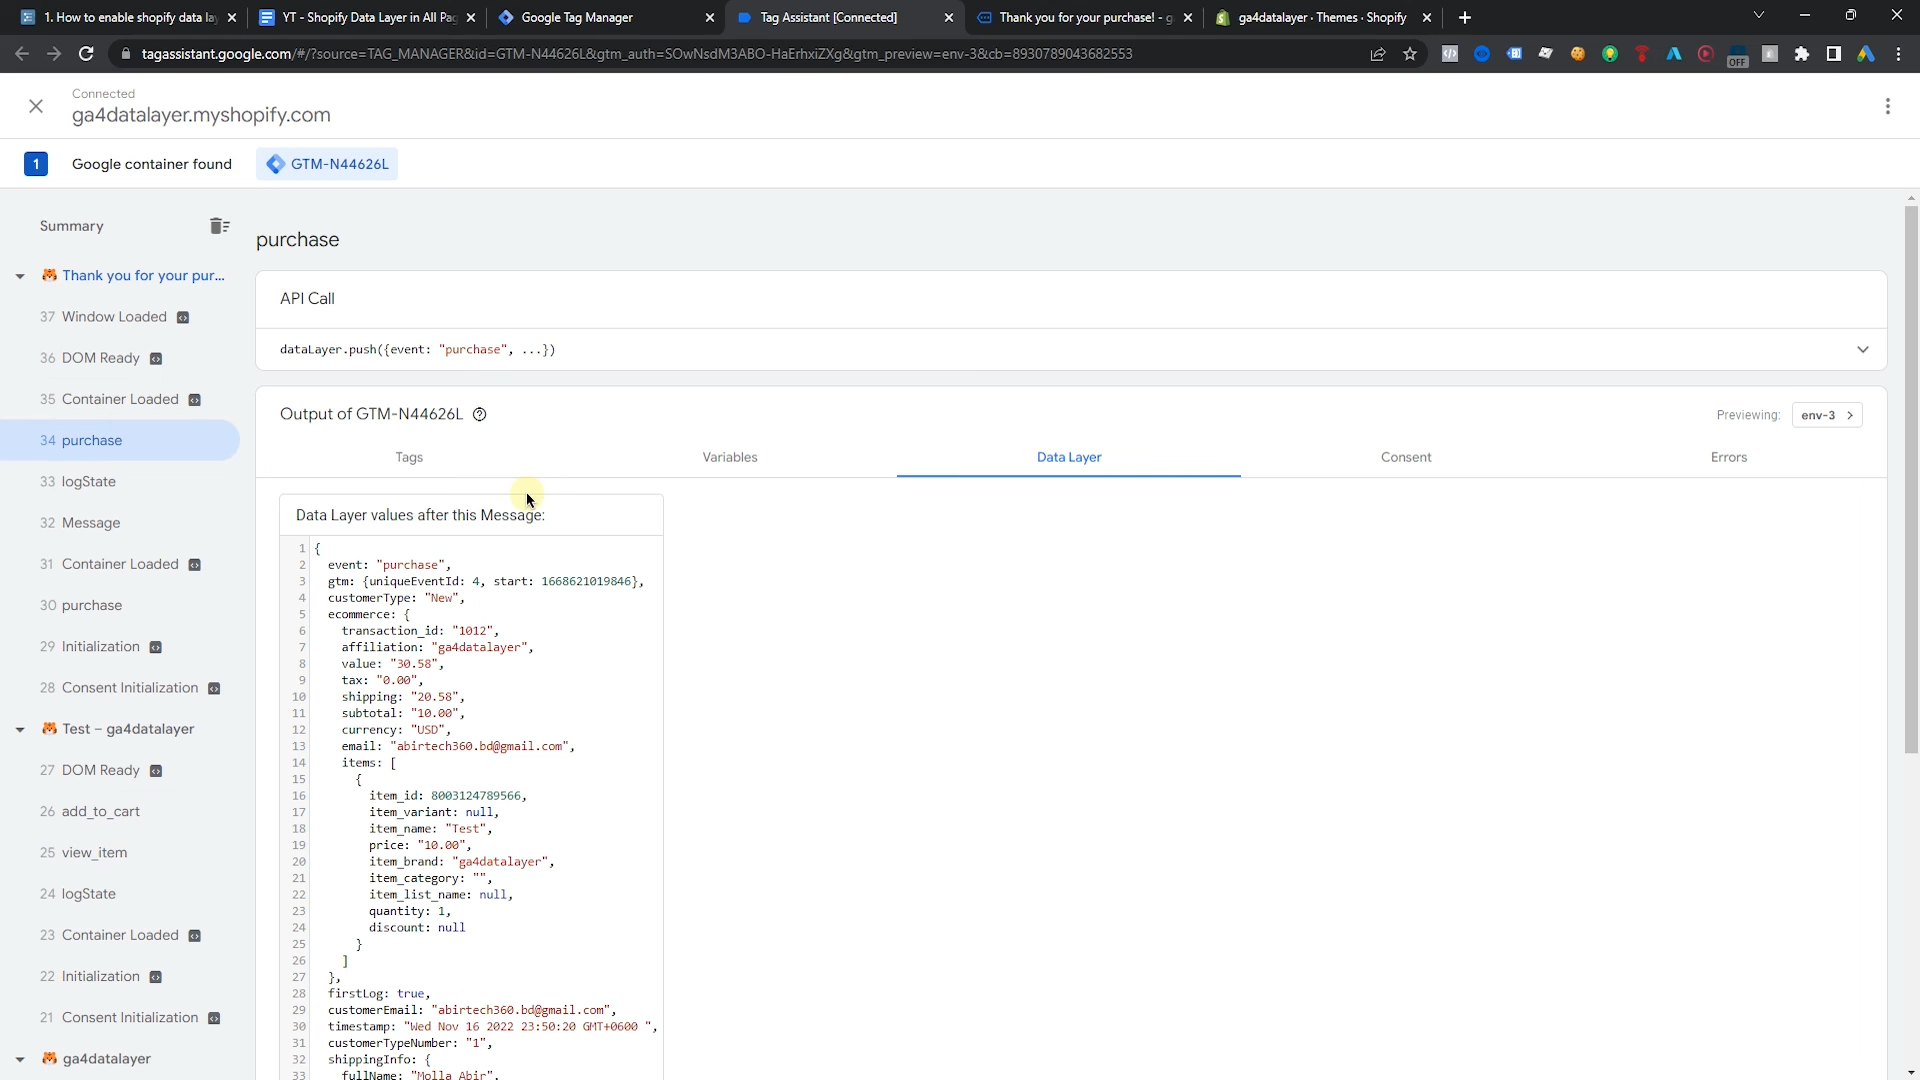 1. How to enable shopify data la
YT - Shopify Data Layer in All Pag
Google Tag Manager
Tag Assistant [Connected]
Thank you for your purchase! - g
ga4datalayer · Themes · Shopify
tagassistant.google.com/#/?source=TAG_MANAGER&id=GTM-N44626L&gtm_auth=SOwNsdM3ABO-HaErhxiZXg&gtm_preview=env-3&cb=8930789043682553
OFF
Connected
ga4datalayer.myshopify.com
1 Google container found GTM-N44626L
Summary
Thank you for your pur...
37 Window Loaded
36 DOM Ready
35 Container Loaded
34 purchase
33 logState
32 Message
31 Container Loaded
30 purchase
29 Initialization
28 Consent Initialization
Test – ga4datalayer
27 DOM Ready
26 add_to_cart
25 view_item
24 logState
23 Container Loaded
22 Initialization
21 Consent Initialization
ga4datalayer
purchase
API Call
dataLayer.push({event: "purchase", ...})
Output of GTM-N44626L
Previewing: env-3
Tags Variables Data Layer Consent Errors
Data Layer values after this Message:
1 {
2 event: "purchase",
3 gtm: {uniqueEventId: 4, start: 1668621019846},
4 customerType: "New",
5 ecommerce: {
6 transaction_id: "1012",
7 affiliation: "ga4datalayer",
8 value: "30.58",
9 tax: "0.00",
10 shipping: "20.58",
11 subtotal: "10.00",
12 currency: "USD",
13 email: "abirtech360.bd@gmail.com",
14 items: [
15 {
16 item_id: 8003124789566,
17 item_variant: null,
18 item_name: "Test",
19 price: "10.00",
20 item_brand: "ga4datalayer",
21 item_category: "",
22 item_list_name: null,
23 quantity: 1,
24 discount: null
25 }
26 ]
27 },
28 firstLog: true,
29 customerEmail: "abirtech360.bd@gmail.com",
30 timestamp: "Wed Nov 16 2022 23:50:20 GMT+0600 ",
31 customerTypeNumber: "1",
32 shippingInfo: {
33 fullName: "Molla Abir",